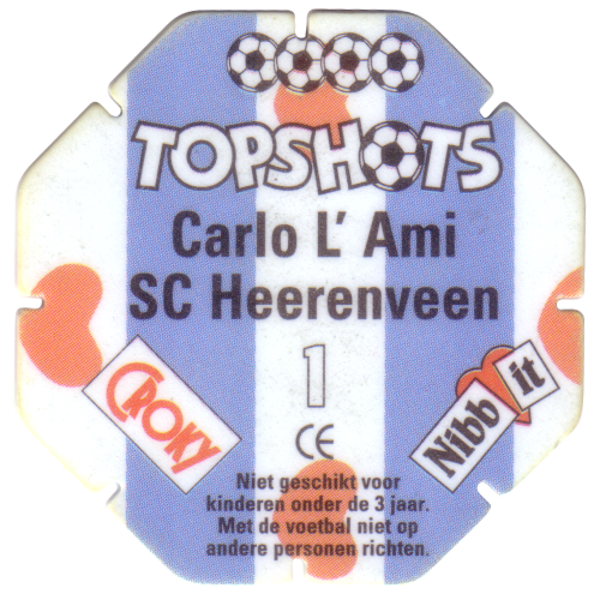 TOPSHOTS
Carlo L' Ami
SC Heerenveen
1
CROKY
Nibb it
CE
Niet geschikt voor
kinderen onder de 3 jaar.
Met de voetbal niet op
andere personen richten.